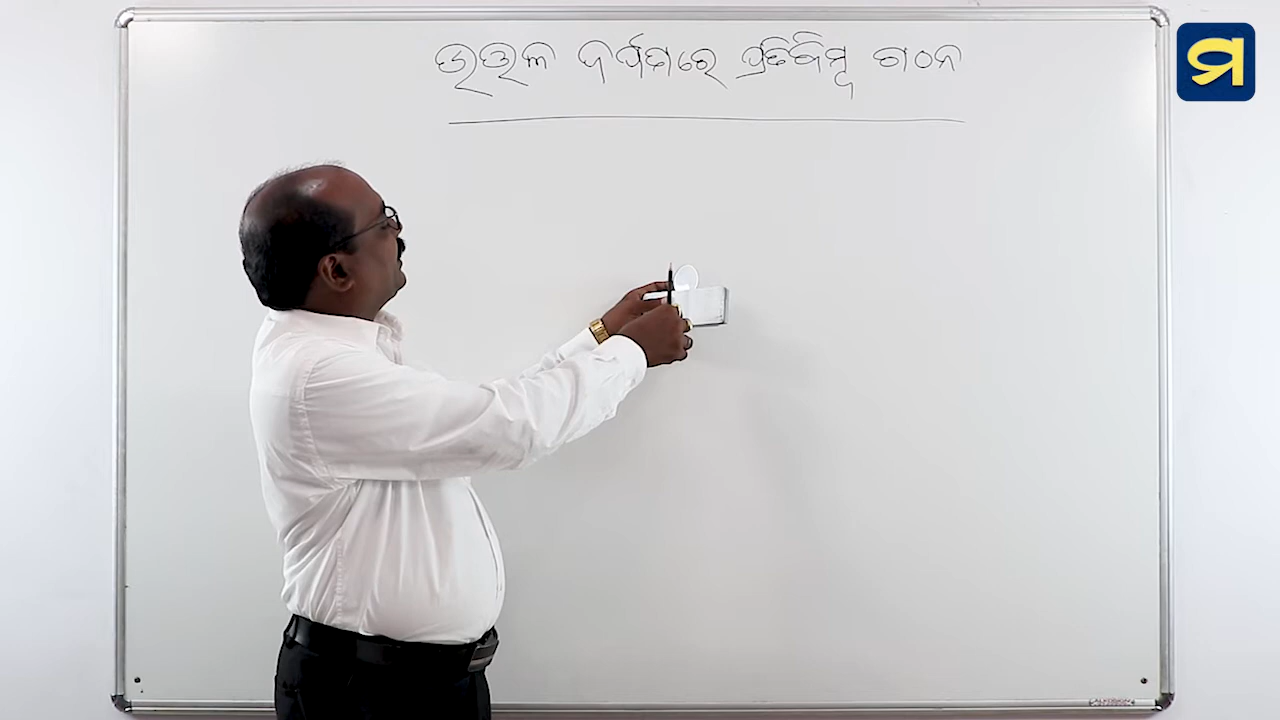 ଉତ୍ତଳ ଦର୍ପଣରେ ପ୍ରତିବିମ୍ବ ଗଠନ
ମ